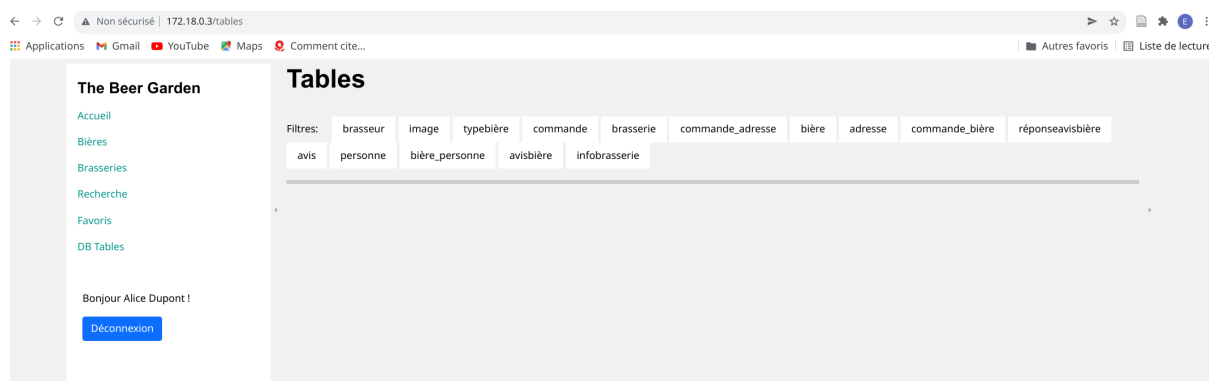 Non sécurisé | 172.18.0.3/tables
Applications Gmail YouTube Maps Comment cite... Autres favoris Liste de lecture
The Beer Garden
Accueil
Bières
Brasseries
Recherche
Favoris
DB Tables
Bonjour Alice Dupont !
Déconnexion
Tables
Filtres: brasseur image typebière commande brasserie commande_adresse bière adresse commande_bière réponseavisbière
avis personne bière_personne avisbière infobrasserie
E